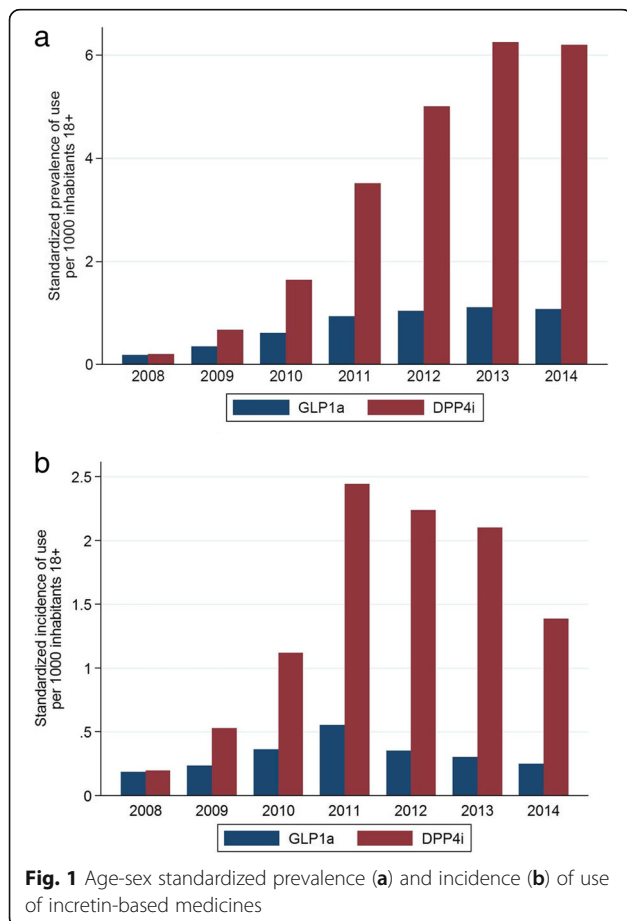 a
Standardized prevalence of use
per 1000 inhabitants 18+
6
4
2
0
2008 2009 2010 2011 2012 2013 2014
GLP1a DPP4i
b
Standardized incidence of use
per 1000 inhabitants 18+
2.5
2
1.5
1
.5
0
2008 2009 2010 2011 2012 2013 2014
GLP1a DPP4i
Fig. 1 Age-sex standardized prevalence (a) and incidence (b) of use
of incretin-based medicines